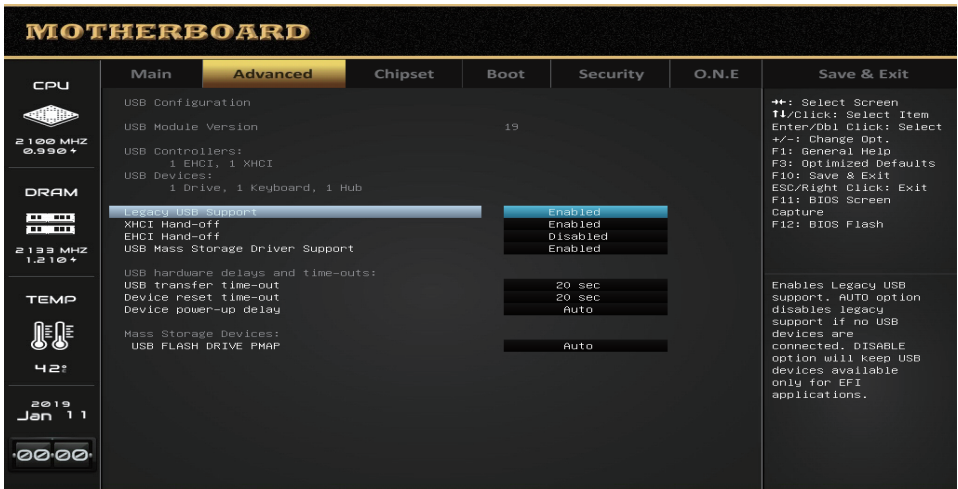 MOTHERBOARD
Main Advanced Chipset Boot Security O.N.E Save & Exit
CPU
2100 MHZ
0.990 +
DRAM
2133 MHZ
1.210 +
TEMP
42°
2019
Jan 11
00:00
USB Configuration
USB Module Version 19
USB Controllers:
1 EHCI, 1 XHCI
USB Devices:
1 Drive, 1 Keyboard, 1 Hub
Legacy USB Support Enabled
XHCI Hand-off Enabled
EHCI Hand-off Disabled
USB Mass Storage Driver Support Enabled
USB hardware delays and time-outs:
USB transfer time-out 20 sec
Device reset time-out 20 sec
Device power-up delay Auto
Mass Storage Devices:
USB FLASH DRIVE PMAP Auto
→←: Select Screen
↑↓/Click: Select Item
Enter/Dbl Click: Select
+/-: Change Opt.
F1: General Help
F3: Optimized Defaults
F10: Save & Exit
ESC/Right Click: Exit
F11: BIOS Screen
Capture
F12: BIOS Flash
Enables Legacy USB
support. AUTO option
disables legacy
support if no USB
devices are
connected. DISABLE
option will keep USB
devices available
only for EFI
applications.